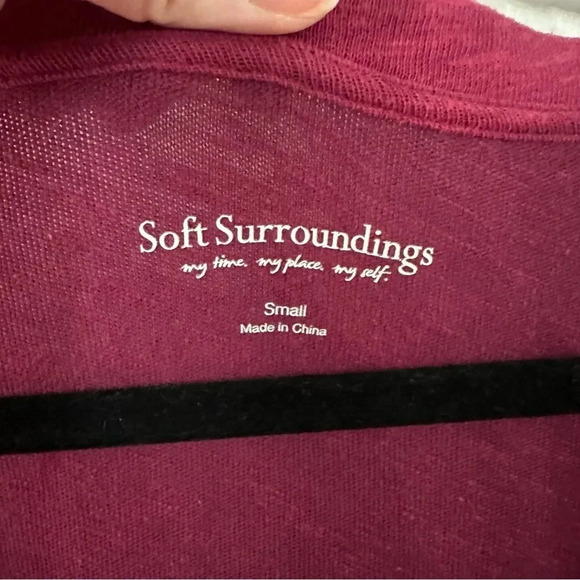 Soft Surroundings
my time. my place. my self.
Small
Made in China